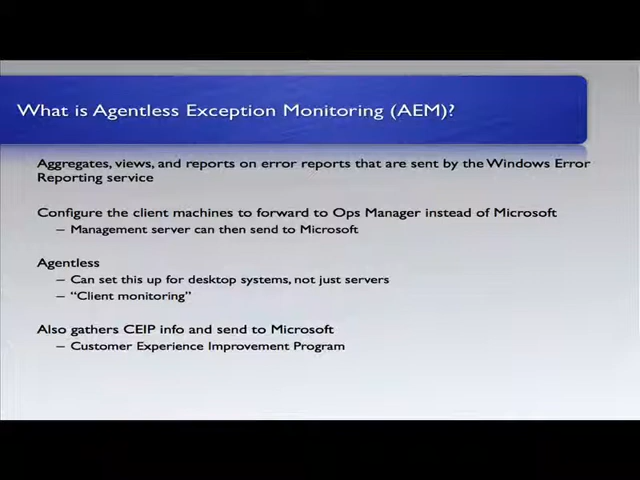 What is Agentless Exception Monitoring (AEM)?
Aggregates, views, and reports on error reports that are sent by the Windows Error
Reporting service
Configure the client machines to forward to Ops Manager instead of Microsoft
– Management server can then send to Microsoft
Agentless
– Can set this up for desktop systems, not just servers
– "Client monitoring"
Also gathers CEIP info and send to Microsoft
– Customer Experience Improvement Program